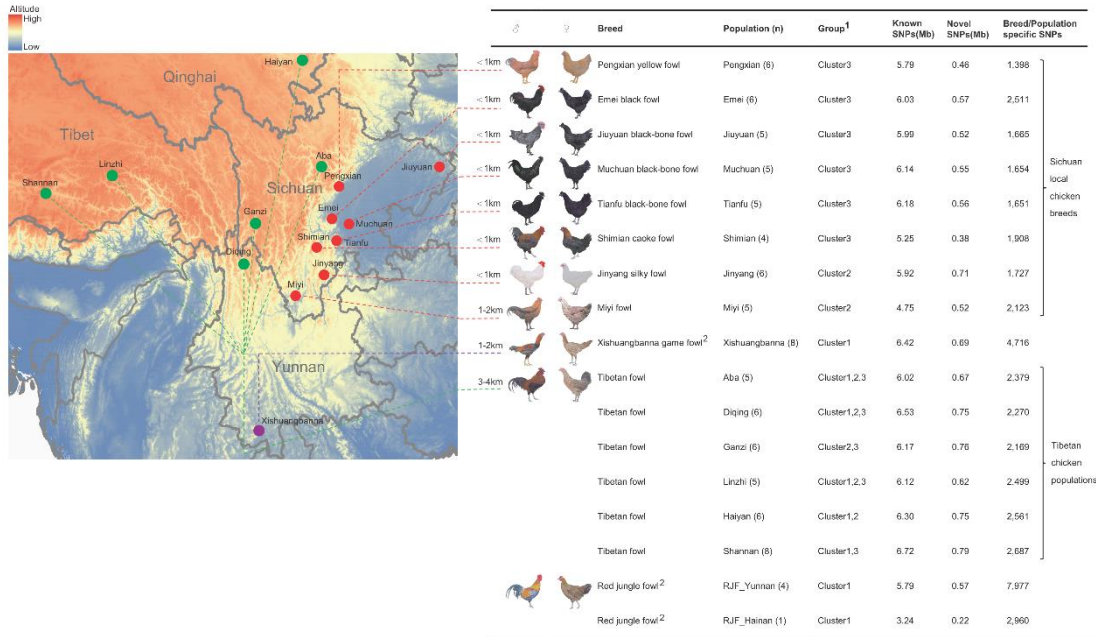 Altitude
High
Low
Haiyan
Qinghai
Tibet
Linzhi
Shannan
Aba
Pengxian
Jiuyuan
Sichuan
Ganzi
Emei
Muchuan
Shimian
Tianfu
Diqing
Jinyang
Miyi
Yunnan
Xishuangbanna
♂ ♀ Breed Population (n) Group1 Known SNPs(Mb) Novel SNPs(Mb) Breed/Population specific SNPs
<1km Pengxian yellow fowl Pengxian (6) Cluster3 5.79 0.46 1,398
<1km Emei black fowl Emei (6) Cluster3 6.03 0.57 2,511
<1km Jiuyuan black-bone fowl Jiuyuan (5) Cluster3 5.99 0.52 1,665
<1km Muchuan black-bone fowl Muchuan (5) Cluster3 6.14 0.55 1,654
<1km Tianfu black-bone fowl Tianfu (5) Cluster3 6.18 0.56 1,651
<1km Shimian caoke fowl Shimian (4) Cluster3 5.25 0.38 1,908
<1km Jinyang silky fowl Jinyang (6) Cluster2 5.92 0.71 1,727
1-2km Miyi fowl Miyi (5) Cluster2 4.75 0.52 2,123
Sichuan
local
chicken
breeds
1-2km Xishuangbanna game fowl2 Xishuangbanna (8) Cluster1 6.42 0.69 4,716
3-4km Tibetan fowl Aba (5) Cluster1,2,3 6.02 0.67 2,379
Tibetan fowl Diqing (6) Cluster1,2,3 6.53 0.75 2,270
Tibetan fowl Ganzi (6) Cluster2,3 6.17 0.76 2,169
Tibetan fowl Linzhi (5) Cluster1,2,3 6.12 0.62 2.499
Tibetan fowl Haiyan (6) Cluster1,2 6.30 0.75 2,561
Tibetan fowl Shannan (8) Cluster1,3 6.72 0.79 2,687
Tibetan
chicken
populations
Red junglo fowl2 RJF_Yunnan (4) Cluster1 5.79 0.57 7,977
Red jungle fowl2 RJF_Hainan (1) Cluster1 3.24 0.22 2,960